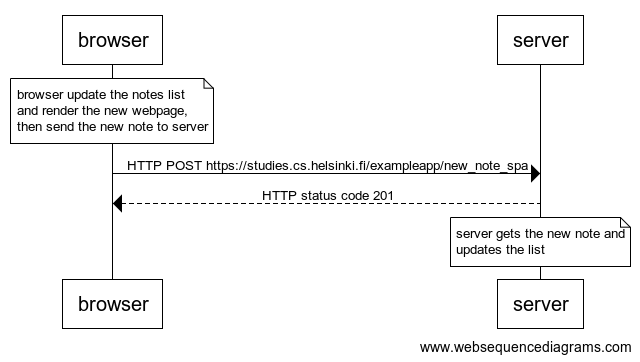 browser
server
browser update the notes list
and render the new webpage,
then send the new note to server
HTTP POST https://studies.cs.helsinki.fi/exampleapp/new_note_spa
HTTP status code 201
server gets the new note and
updates the list
browser
server
www.websequencediagrams.com